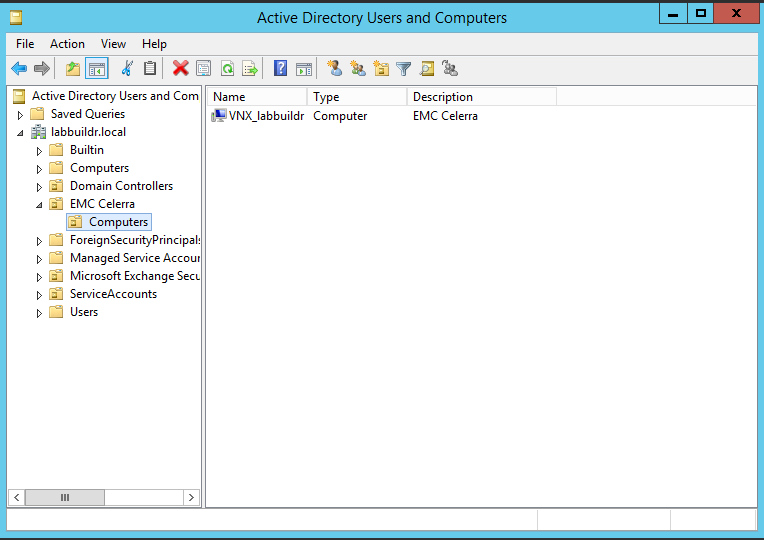 Active Directory Users and Computers
File Action View Help
Active Directory Users and Com
Saved Queries
labbuildr.local
Builtin
Computers
Domain Controllers
EMC Celerra
Computers
ForeignSecurityPrincipals
Managed Service Accour
Microsoft Exchange Secu
ServiceAccounts
Users
Name Type Description
VNX_labbuildr Computer EMC Celerra